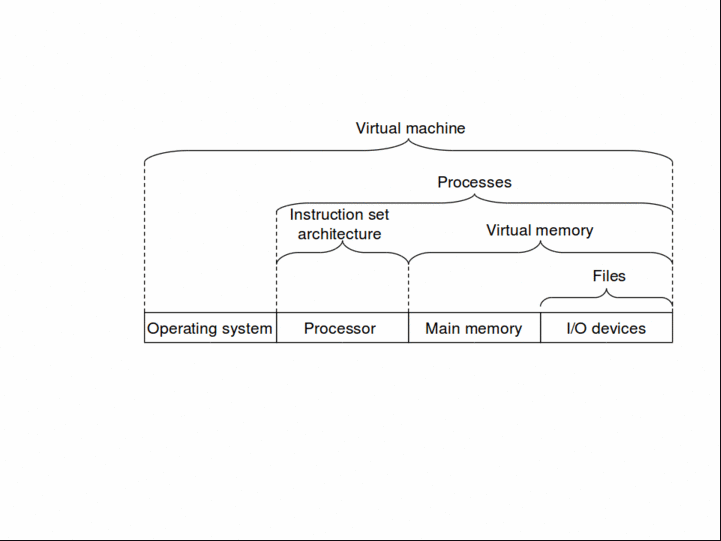 Virtual machine
Processes
Instruction set
architecture
Virtual memory
Files
Operating system
Processor
Main memory
I/O devices